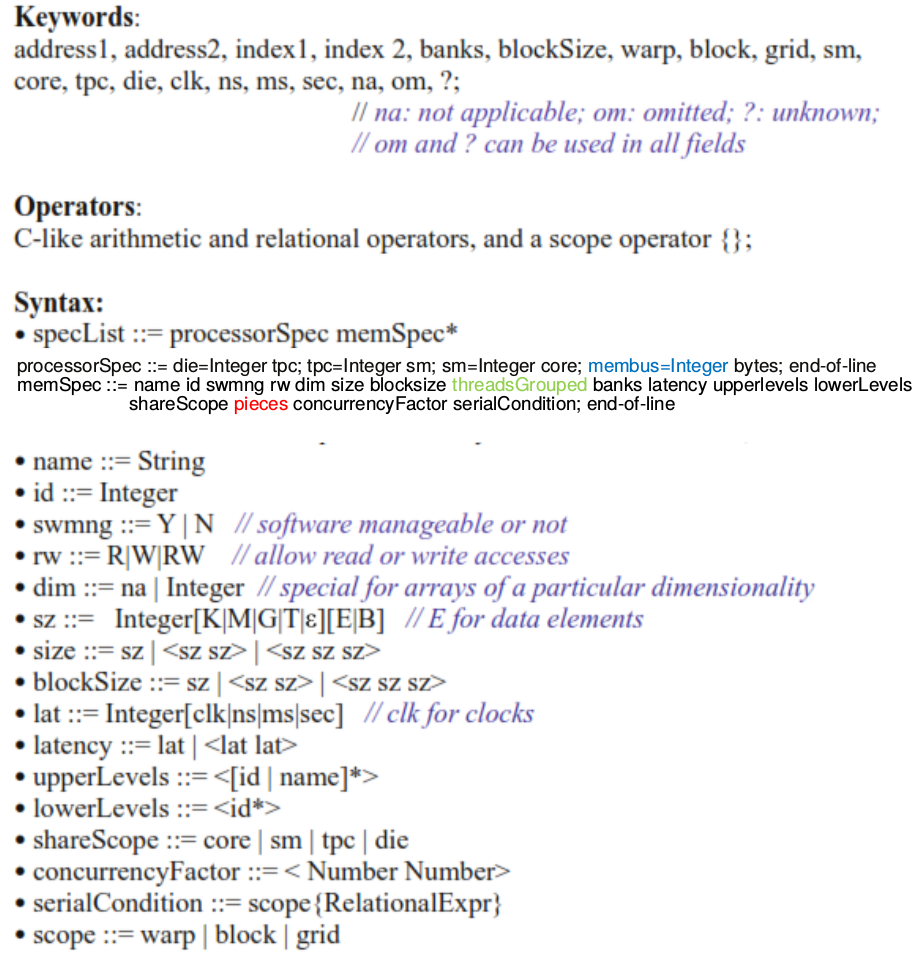 Keywords:
address1, address2, index1, index 2, banks, blockSize, warp, block, grid, sm,
core, tpc, die, clk, ns, ms, sec, na, om, ?;
// na: not applicable; om: omitted; ?: unknown;
// om and ? can be used in all fields
Operators:
C-like arithmetic and relational operators, and a scope operator {};
Syntax:
• specList ::= processorSpec memSpec*
processorSpec ::= die=Integer tpc; tpc=Integer sm; sm=Integer core; membus=Integer bytes; end-of-line
memSpec ::= name id swmng rw dim size blocksize threadsGrouped banks latency upperlevels lowerLevels
shareScope pieces concurrencyFactor serialCondition; end-of-line
• name ::= String
• id ::= Integer
• swmng ::= Y | N // software manageable or not
• rw ::= R|W|RW // allow read or write accesses
• dim ::= na | Integer // special for arrays of a particular dimensionality
• sz ::= Integer[K|M|G|T|ε][E|B] // E for data elements
• size ::= sz | <sz sz> | <sz sz sz>
• blockSize ::= sz | <sz sz> | <sz sz sz>
• lat ::= Integer[clk|ns|ms|sec] // clk for clocks
• latency ::= lat | <lat lat>
• upperLevels ::= <[id | name]*>
• lowerLevels ::= <id*>
• shareScope ::= core | sm | tpc | die
• concurrencyFactor ::= < Number Number>
• serialCondition ::= scope{RelationalExpr}
• scope ::= warp | block | grid